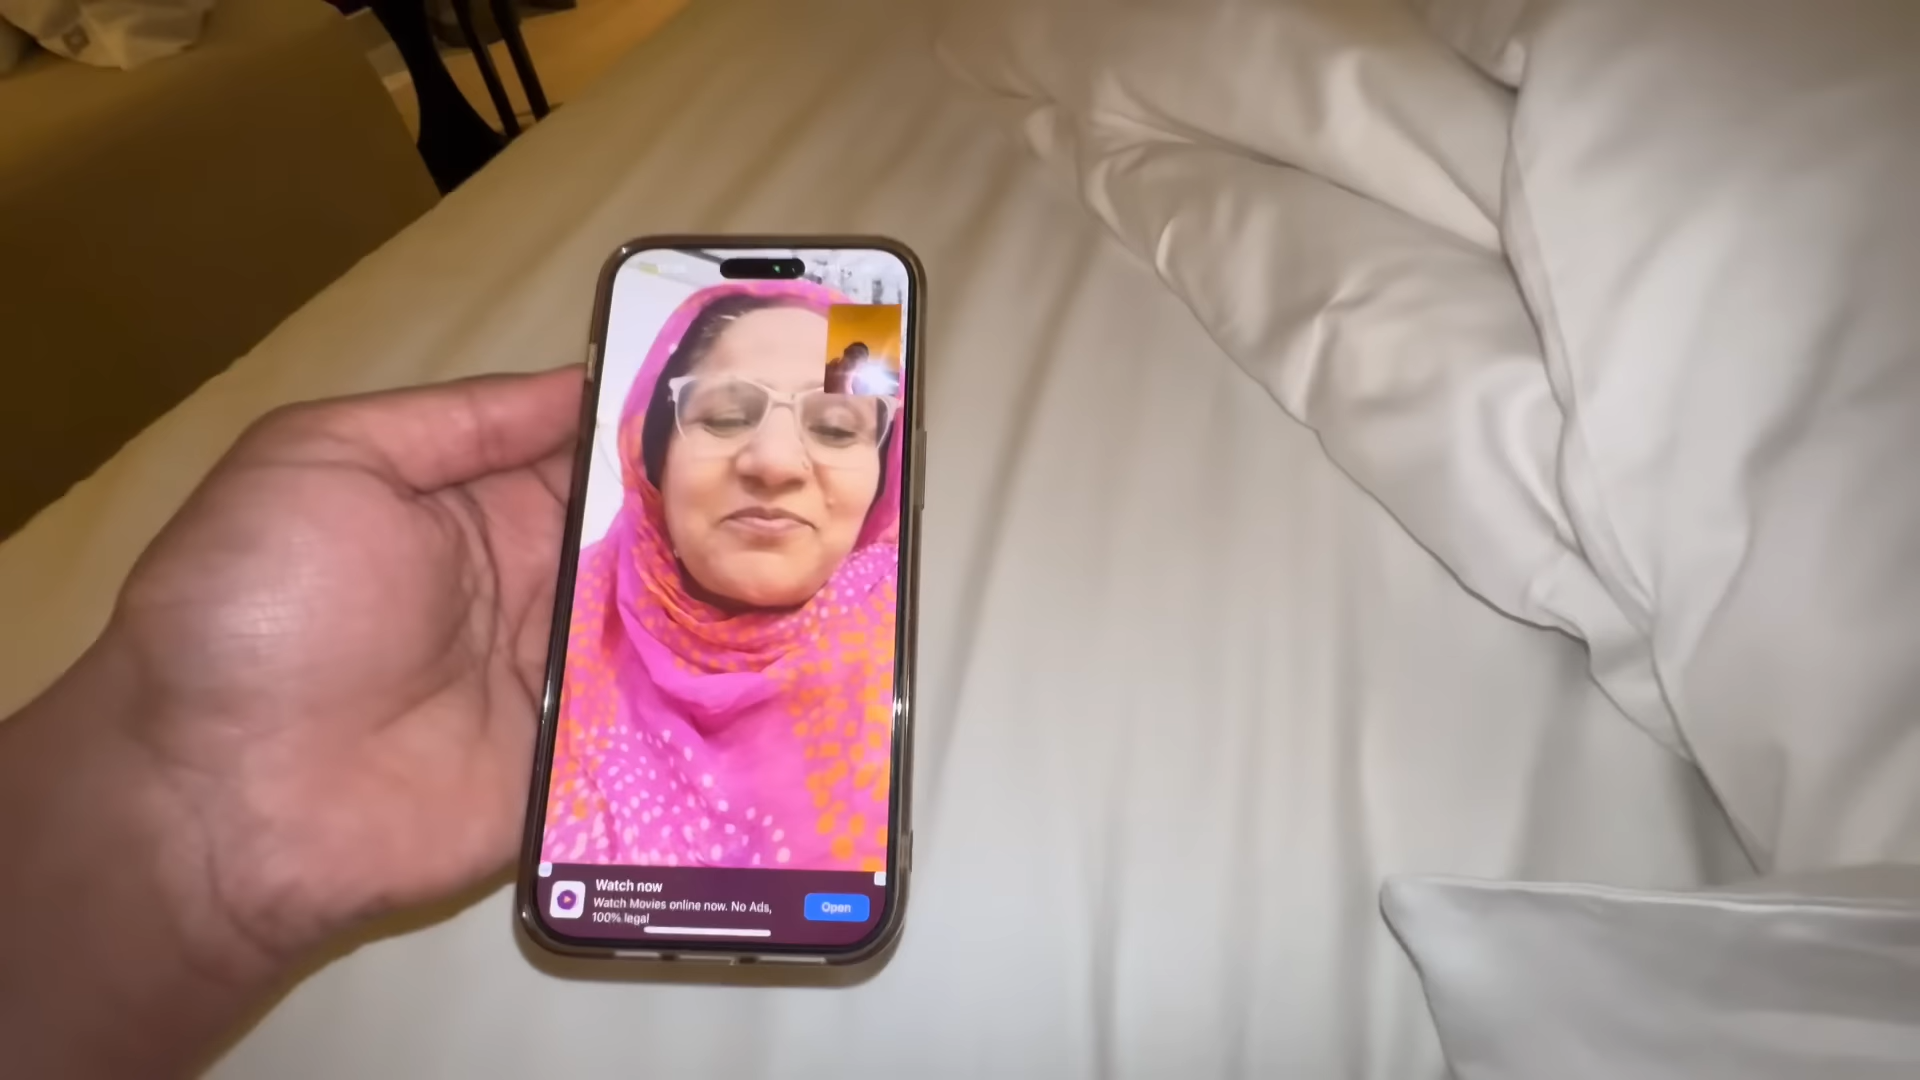 Watch now
Watch Movies online now. No Ads,
100% legal
Open